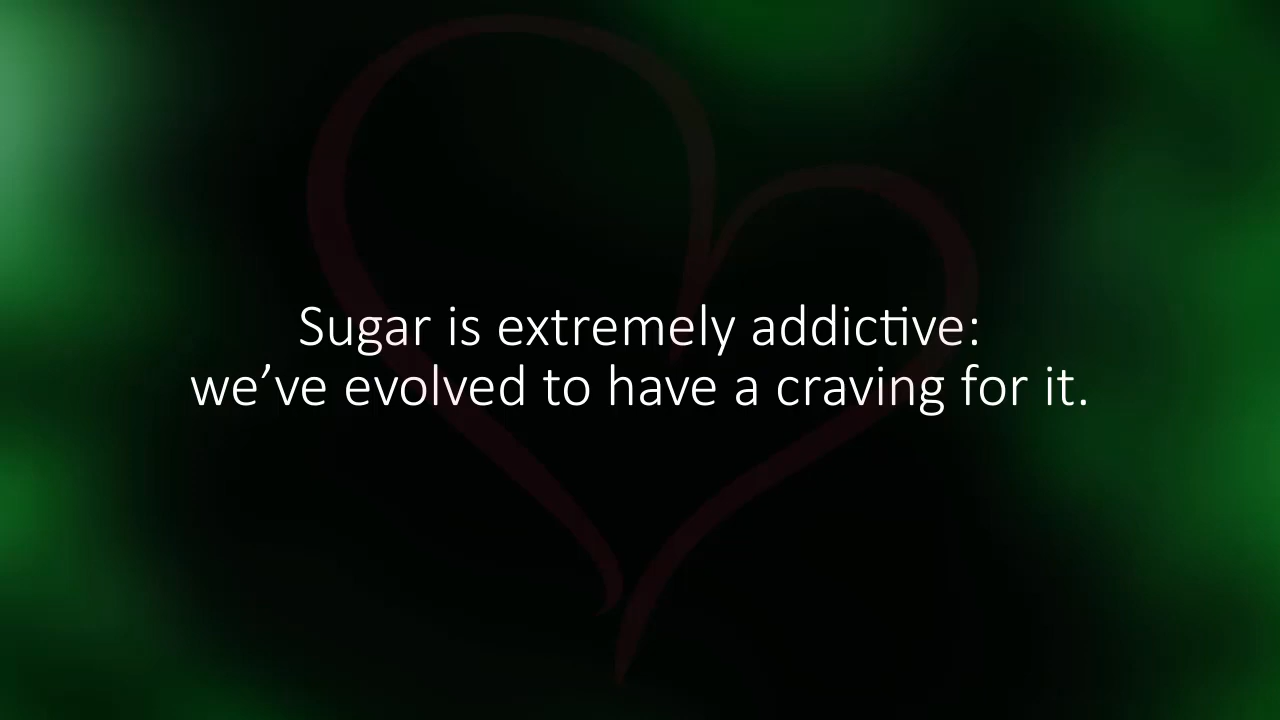 Sugar is extremely addictive:
we’ve evolved to have a craving for it.